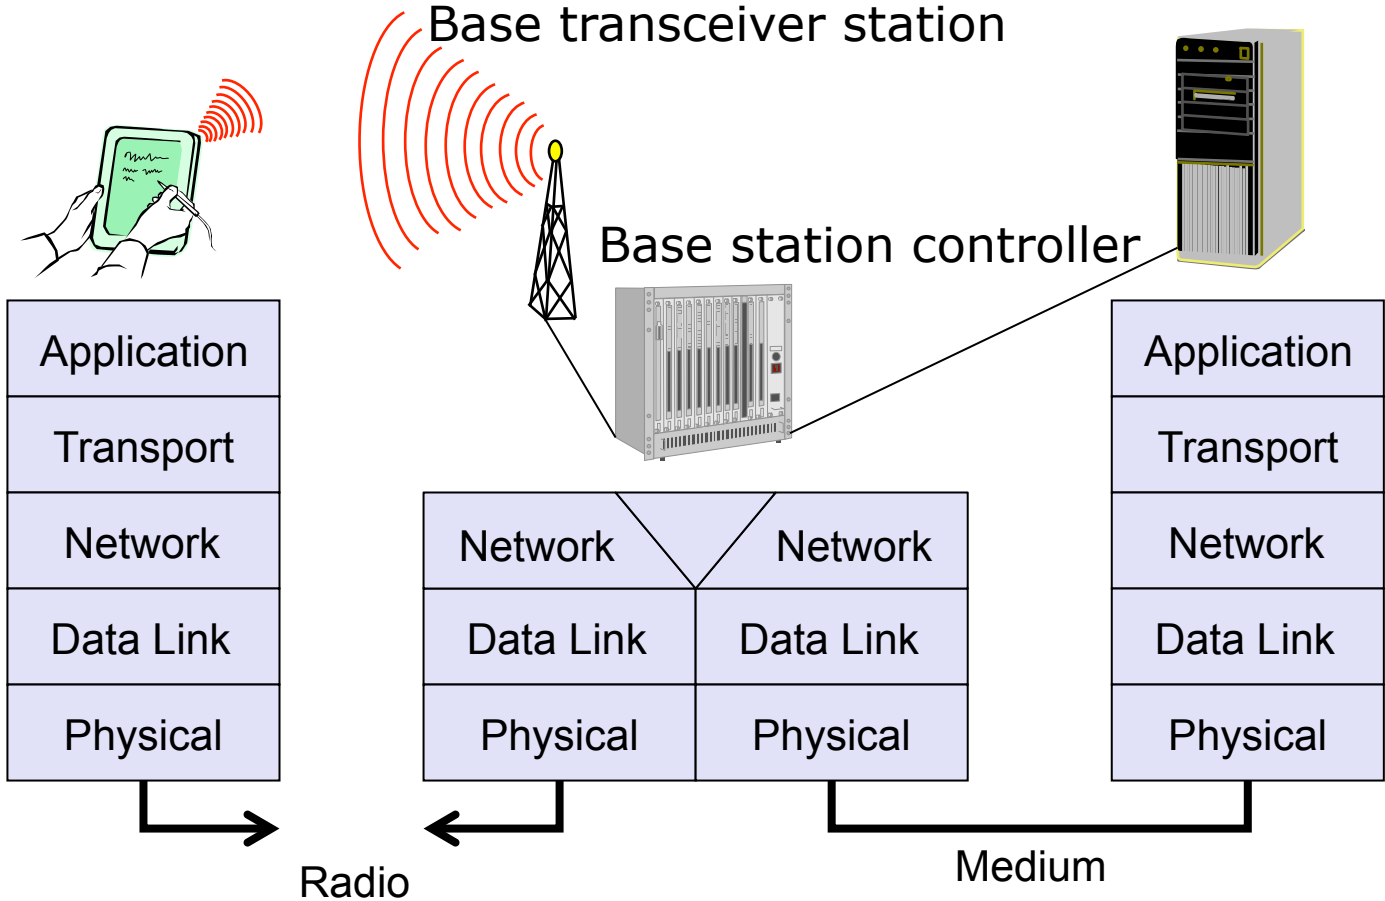 Base transceiver station
Base station controller
Application
Transport
Network
Data Link
Physical
Network
Data Link
Physical
Network
Data Link
Physical
Application
Transport
Network
Data Link
Physical
Radio
Medium